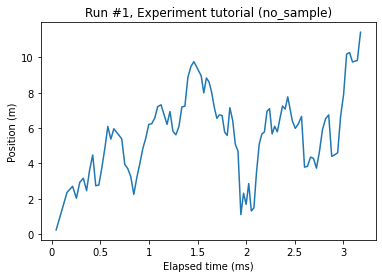 Run #1, Experiment tutorial (no_sample)
Position (m)
10
8
6
4
2
0
0 0.5 1 1.5 2 2.5 3
Elapsed time (ms)